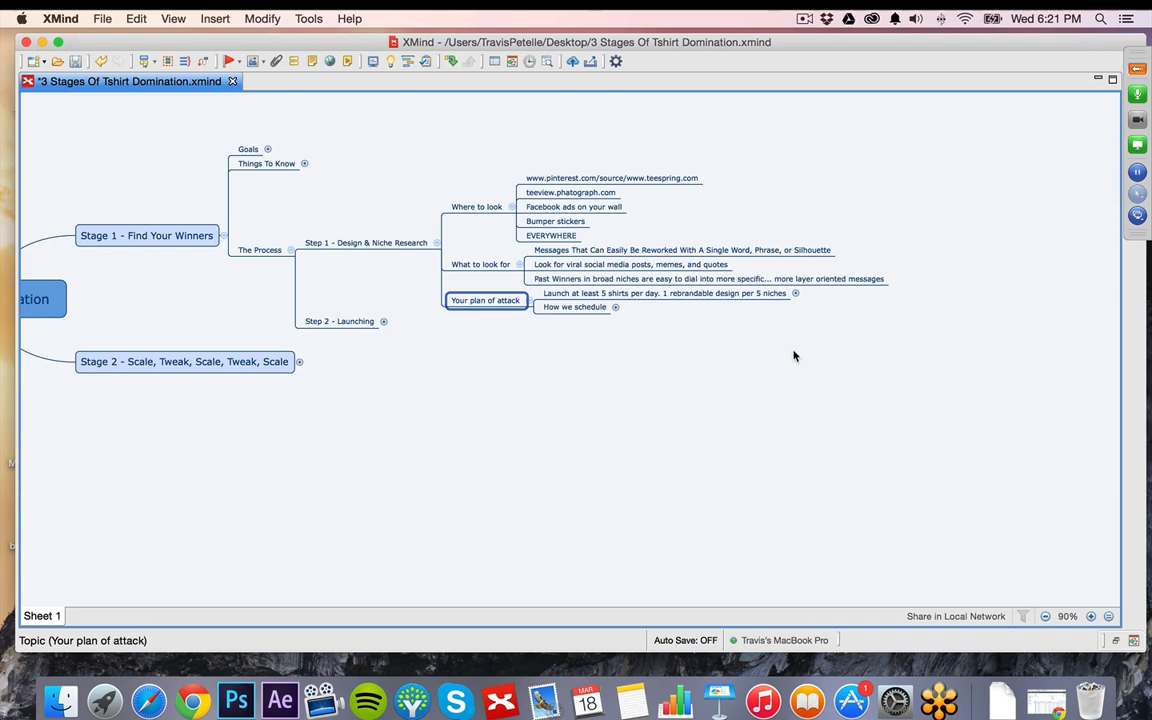 XMind File Edit View Insert Modify Tools Help Wed 6:21 PM
XMind - /Users/TravisPetelle/Desktop/3 Stages Of Tshirt Domination.xmind
*3 Stages Of Tshirt Domination.xmind
Goals
Things To Know
www.pinterest.com/source/www.teespring.com
teeview.phatograph.com
Where to look
Facebook ads on your wall
Bumper stickers
Stage 1 - Find Your Winners
EVERYWHERE
Step 1 - Design & Niche Research
The Process
Messages That Can Easily Be Reworked With A Single Word, Phrase, or Silhouette
What to look for
Look for viral social media posts, memes, and quotes
Past Winners in broad niches are easy to dial into more specific... more layer oriented messages
Launch at least 5 shirts per day. 1 rebrandable design per 5 niches
ation
Your plan of attack
How we schedule
Step 2 - Launching
Stage 2 - Scale, Tweak, Scale, Tweak, Scale
Sheet 1
Share in Local Network
90%
Topic (Your plan of attack)
Auto Save: OFF
Travis's MacBook Pro
Ps
Ae
MAR
18
1